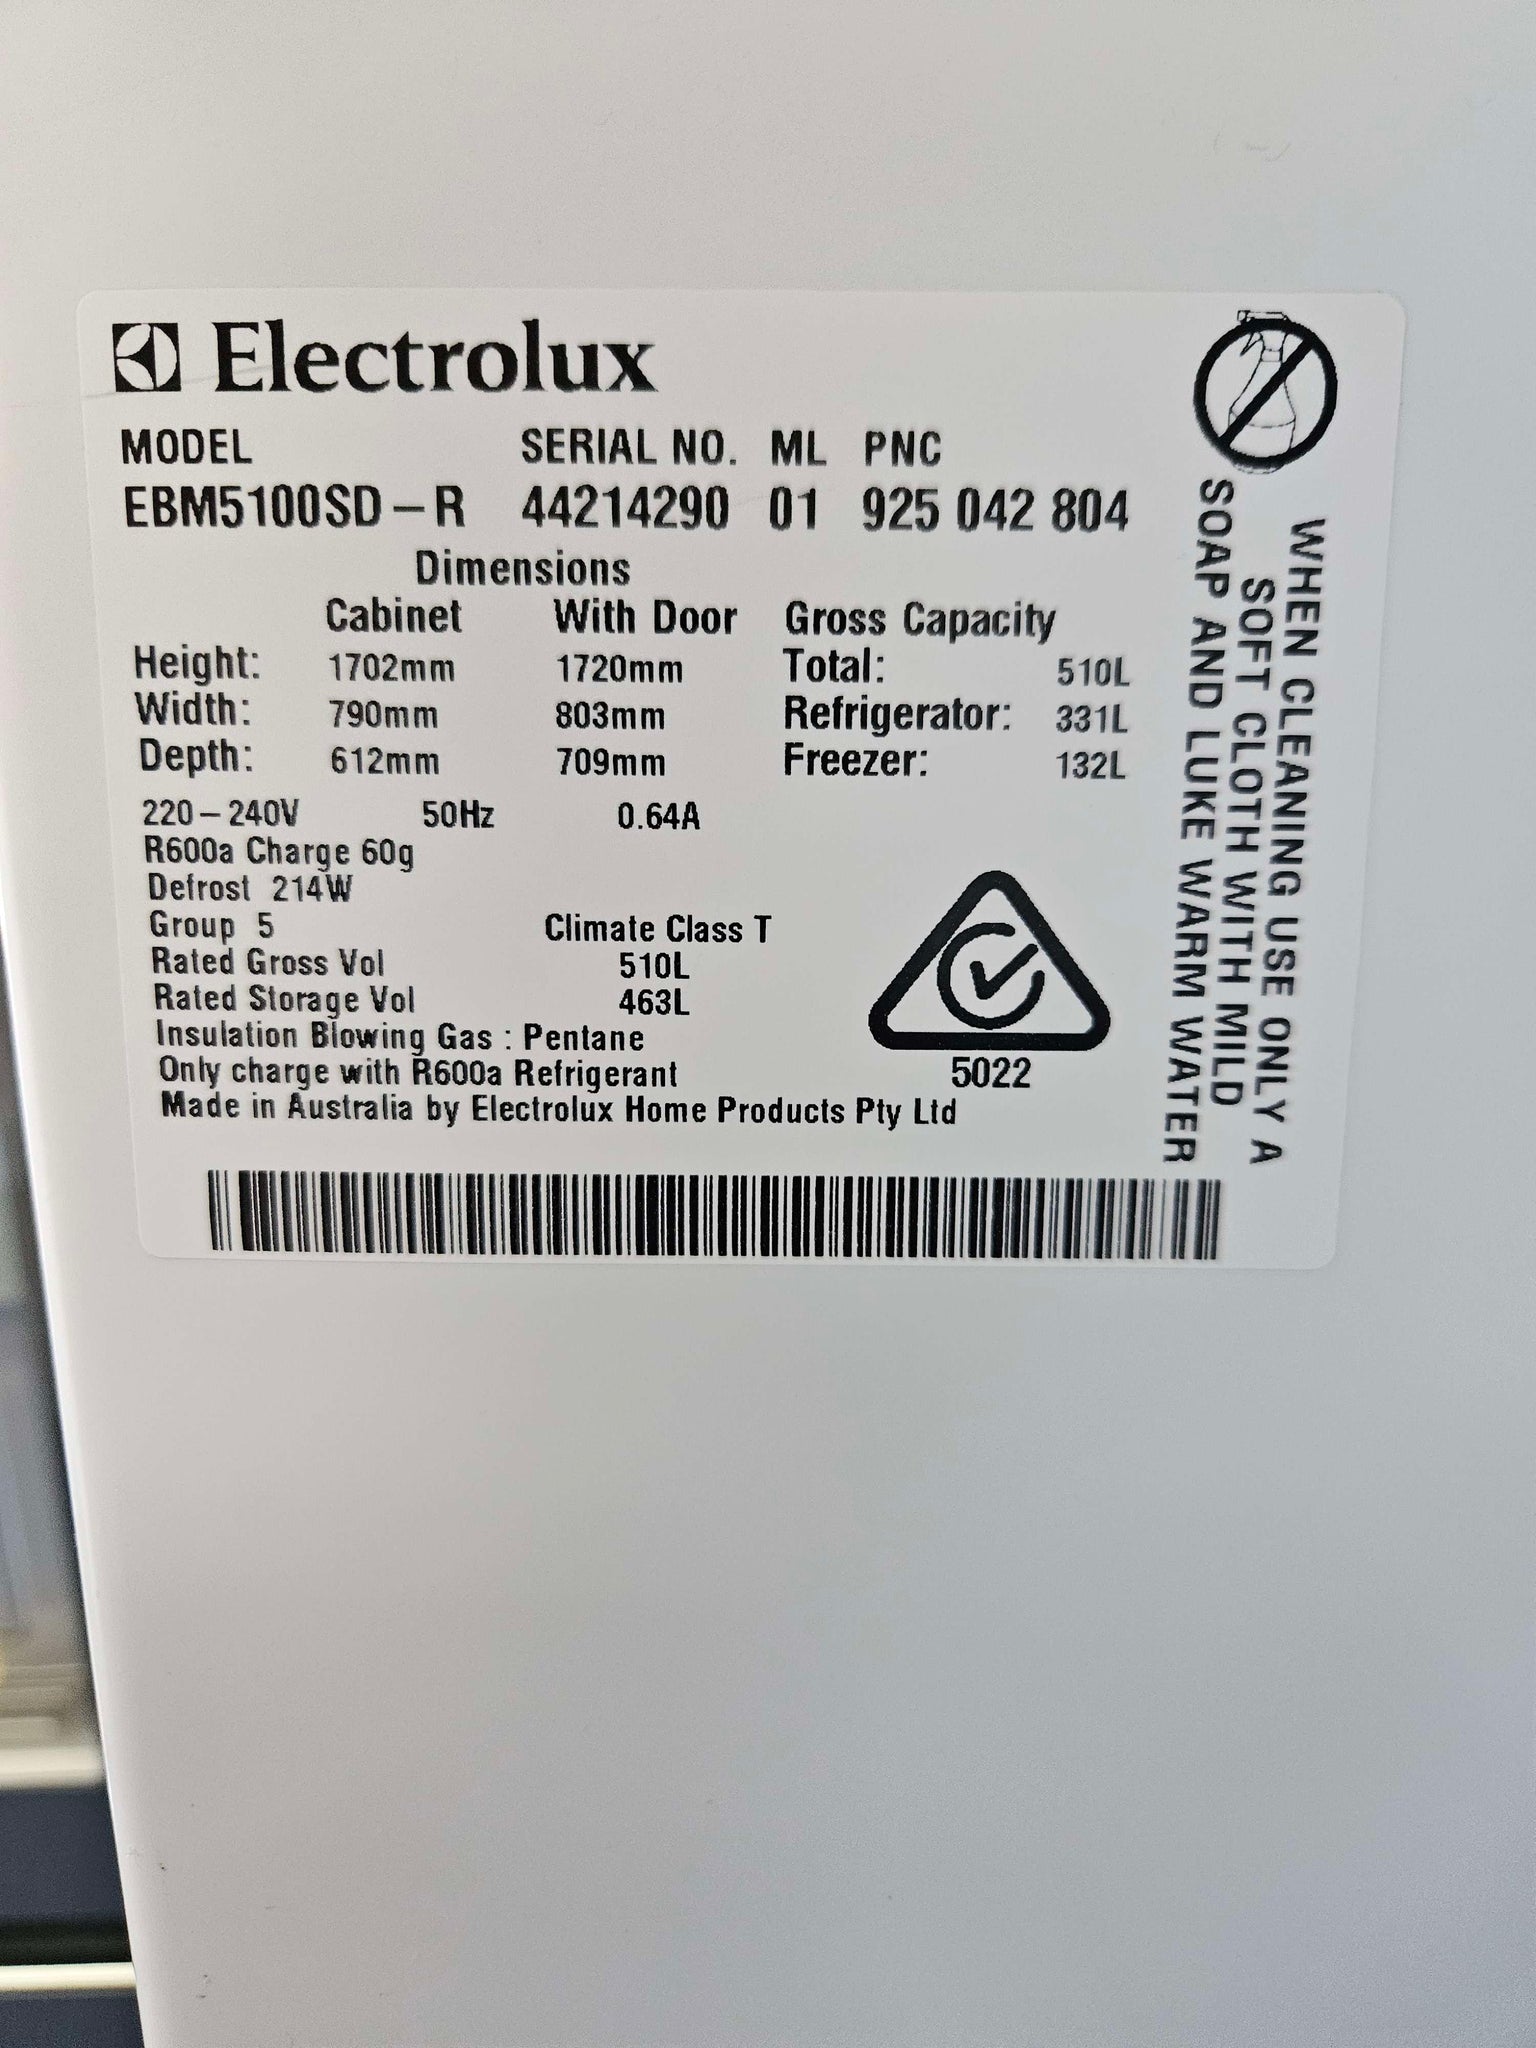 Electrolux
MODEL SERIAL NO. ML PNC
EBM5100SD-R 44214290 01 925 042 804
Dimensions
Cabinet With Door Gross Capacity
Height: 1702mm 1720mm Total: 510L
Width: 790mm 803mm Refrigerator: 331L
Depth: 612mm 709mm Freezer: 132L
220-240V 50Hz 0.64A
R600a Charge 60g
Defrost 214W
Group 5 Climate Class T
Rated Gross Vol 510L
Rated Storage Vol 463L
Insulation Blowing Gas : Pentane
Only charge with R600a Refrigerant
Made in Australia by Electrolux Home Products Pty Ltd
5022
WHEN CLEANING USE ONLY A
SOFT CLOTH WITH MILD
SOAP AND LUKE WARM WATER